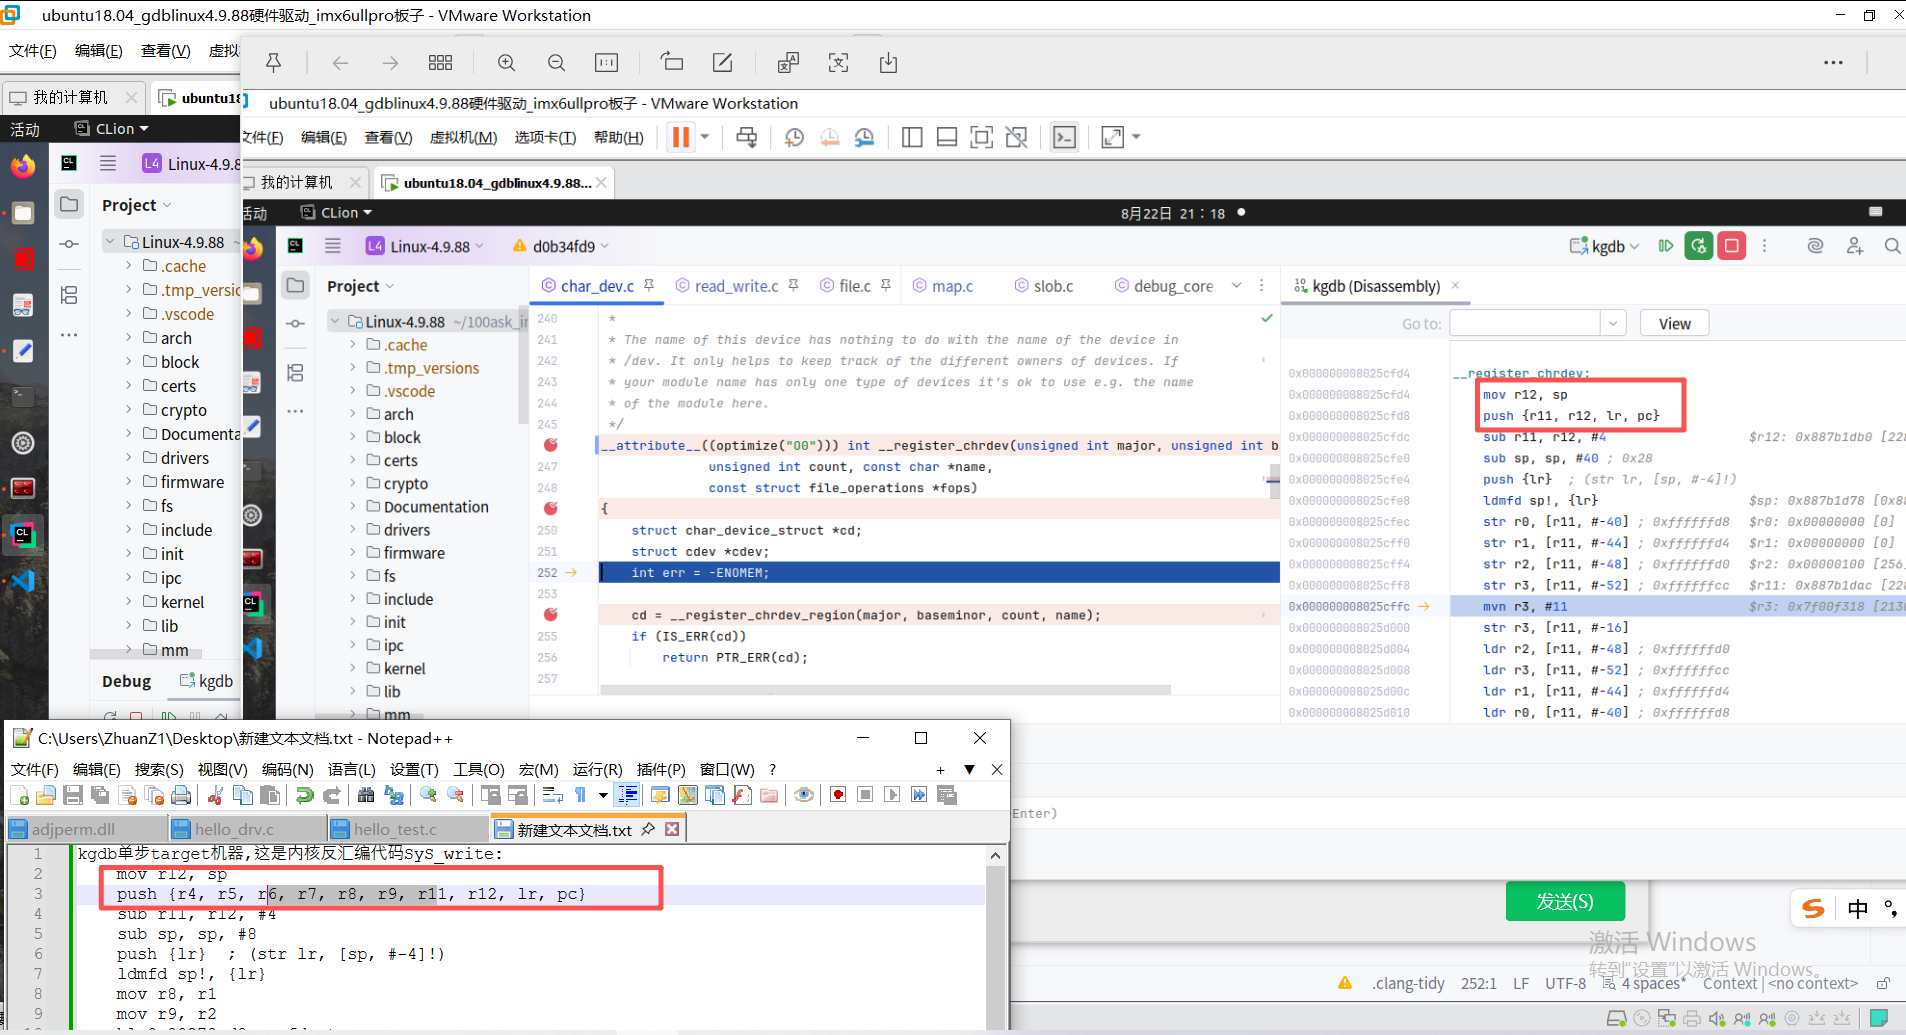 ubuntu18.04_gdblinux4.9.88硬件驱动_imx6ullpro板子 - VMware Workstation
文件(F) 编辑(E) 查看(V) 虚拟
我的计算机
ubuntu18
活动 CLion
L4 Linux-4.9.8
Project
Linux-4.9.88
.cache
.tmp_versic
.vscode
arch
block
certs
crypto
Documenta
drivers
firmware
fs
include
init
ipc
kernel
lib
mm
Debug kgdb
ubuntu18.04_gdblinux4.9.88硬件驱动_imx6ullpro板子 - VMware Workstation
文件(F) 编辑(E) 查看(V) 虚拟机(M) 选项卡(T) 帮助(H)
我的计算机
ubuntu18.04_gdblinux4.9.88...
活动 CLion 8月22日 21：18
L4 Linux-4.9.88 d0b34fd9 kgdb
Project
Linux-4.9.88 ~/100ask_i
.cache
.tmp_versions
.vscode
arch
block
certs
crypto
Documentation
drivers
firmware
fs
include
init
ipc
kernel
lib
mm
char_dev.c read_write.c file.c map.c slob.c debug_core.
240 *
241 * The name of this device has nothing to do with the name of the device in
242 * /dev. It only helps to keep track of the different owners of devices. If
243 * your module name has only one type of devices it's ok to use e.g. the name
244 * of the module here.
245 */
__attribute__((optimize("O0"))) int __register_chrdev(unsigned int major, unsigned int b
247 unsigned int count, const char *name,
248 const struct file_operations *fops)
{
250 struct char_device_struct *cd;
251 struct cdev *cdev;
252 int err = -ENOMEM;
253
cd = __register_chrdev_region(major, baseminor, count, name);
255 if (IS_ERR(cd))
256 return PTR_ERR(cd);
257
kgdb (Disassembly)
Go to: View
0x000000008025cfd4 __register_chrdev:
0x000000008025cfd4 mov r12, sp
0x000000008025cfd8 push {r11, r12, lr, pc}
0x000000008025cfdc sub r11, r12, #4 $r12: 0x887b1db0 [228
0x000000008025cfe0 sub sp, sp, #40 ; 0x28
0x000000008025cfe4 push {lr} ; (str lr, [sp, #-4]!)
0x000000008025cfe8 ldmfd sp!, {lr} $sp: 0x887b1d78 [0x88
0x000000008025cfec str r0, [r11, #-40] ; 0xffffffd8 $r0: 0x00000000 [0]
0x000000008025cff0 str r1, [r11, #-44] ; 0xffffffd4 $r1: 0x00000000 [0]
0x000000008025cff4 str r2, [r11, #-48] ; 0xffffffd0 $r2: 0x00000100 [256,
0x000000008025cff8 str r3, [r11, #-52] ; 0xffffffcc $r11: 0x887b1dac [228
0x000000008025cffc mvn r3, #11 $r3: 0x7f00f318 [2130
0x000000008025d000 str r3, [r11, #-16]
0x000000008025d004 ldr r2, [r11, #-48] ; 0xffffffd0
0x000000008025d008 ldr r3, [r11, #-52] ; 0xffffffcc
0x000000008025d00c ldr r1, [r11, #-44] ; 0xffffffd4
0x000000008025d010 ldr r0, [r11, #-40] ; 0xffffffd8
C:\Users\ZhuanZ1\Desktop\新建文本文档.txt - Notepad++
文件(F) 编辑(E) 搜索(S) 视图(V) 编码(N) 语言(L) 设置(T) 工具(O) 宏(M) 运行(R) 插件(P) 窗口(W) ?
adjperm.dll hello_drv.c hello_test.c 新建文本文档.txt
1 kgdb单步target机器,这是内核反汇编代码SyS_write:
2 mov r12, sp
3 push {r4, r5, r6, r7, r8, r9, r11, r12, lr, pc}
4 sub r11, r12, #4
5 sub sp, sp, #8
6 push {lr} ; (str lr, [sp, #-4]!)
7 ldmfd sp!, {lr}
8 mov r8, r1
9 mov r9, r2
Enter)
发送(S)
中 °,
激活 Windows
转到"设置"以激活 Windows。
.clang-tidy 252:1 LF UTF-8 4 spaces* Context | <no context>